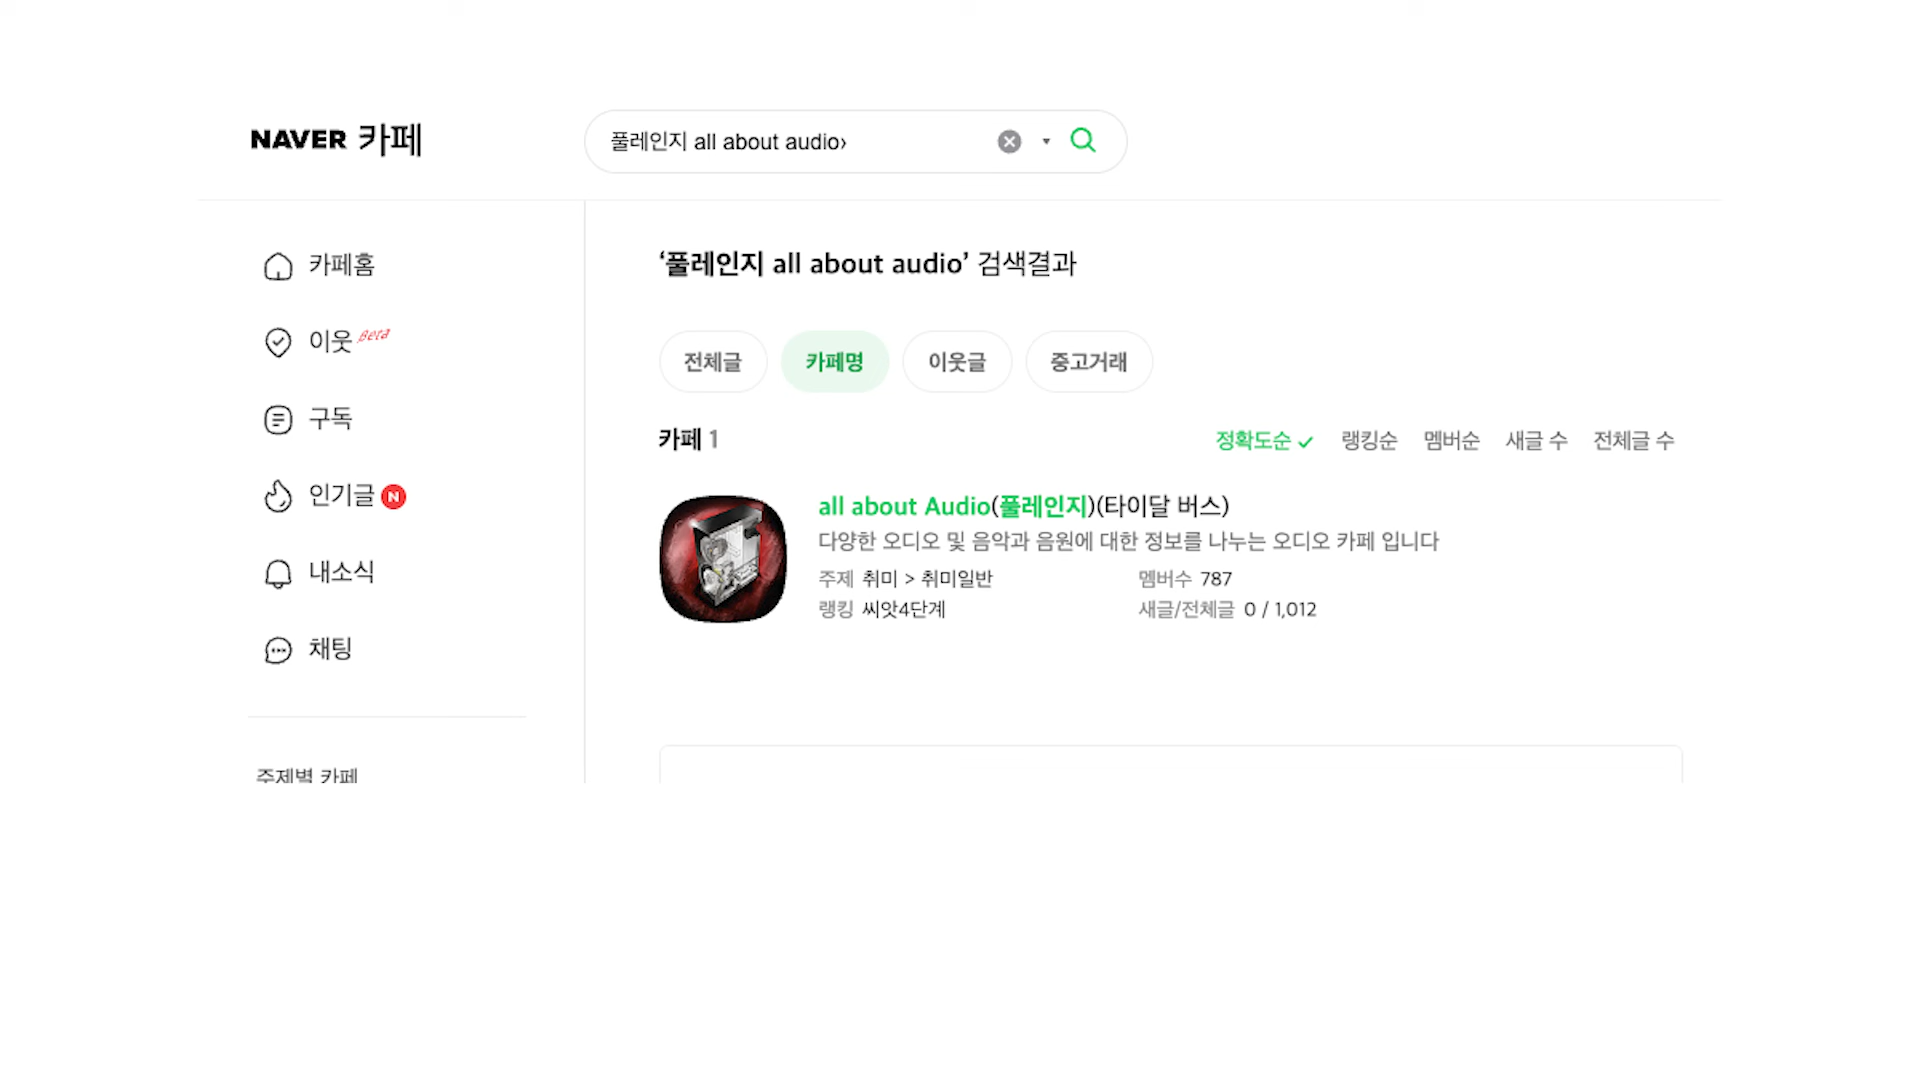 NAVER 카페
풀레인지 all about audio›
카페홈
이웃 Beta
구독
인기글 N
내소식
채팅
주제별 카페
‘풀레인지 all about audio’ 검색결과
전체글 카페명 이웃글 중고거래
카페 1
정확도순 랭킹순 멤버순 새글 수 전체글 수
all about Audio(풀레인지)(타이달 버스)
다양한 오디오 및 음악과 음원에 대한 정보를 나누는 오디오 카페 입니다
주제 취미 > 취미일반 멤버수 787
랭킹 씨앗4단계 새글/전체글 0 / 1,012